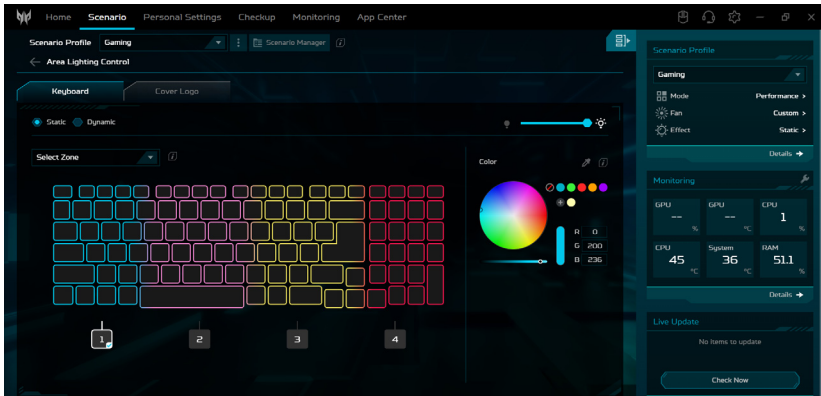 Home Scenario Personal Settings Checkup Monitoring App Center
Scenario Profile Gaming Scenario Manager
Area Lighting Control
Keyboard Cover Logo
Static Dynamic
Select Zone
Color
R 0
G 200
B 236
1 2 3 4
Scenario Profile
Gaming
Mode Performance >
Fan Custom >
Effect Static >
Details
Monitoring
GPU GPU CPU
-- -- 1
% °C %
CPU System RAM
45 36 51.1
°C °C %
Details
Live Update
No items to update
Check Now